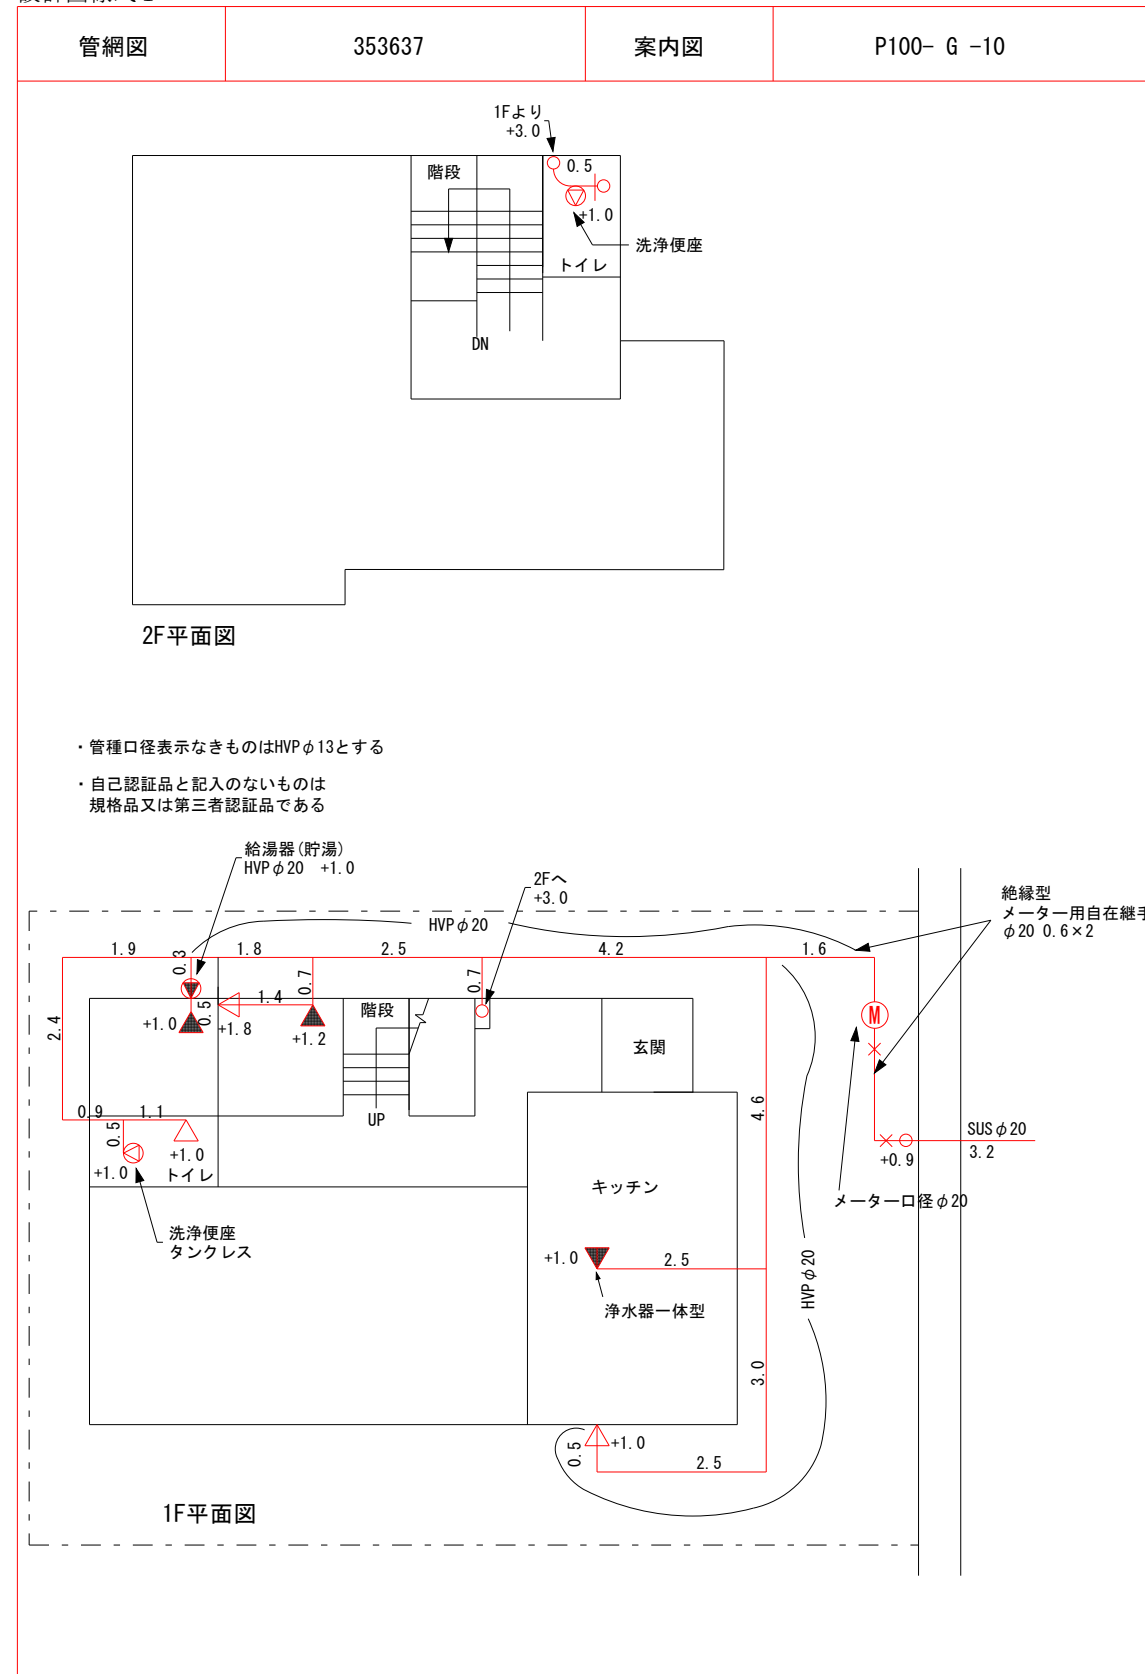 管網図
353637
案内図
P100- G -10
1Fより
+3.0
階段
0.5
+1.0
洗浄便座
トイレ
DN
2F平面図
・管種口径表示なきものはHVPφ13とする
・自己認証品と記入のないものは
規格品又は第三者認証品である
給湯器(貯湯)
HVPφ20 +1.0
2Fへ
+3.0
HVPφ20
絶縁型
メーター用自在継手
φ20 0.6×2
1.9
0.3
1.8
2.5
4.2
1.6
0.7
0.7
1.4
0.5
+1.0
+1.8
+1.2
階段
M
2.4
玄関
UP
4.6
0.9
1.1
0.5
+1.0
+1.0
トイレ
SUSφ20
3.2
+0.9
メーター口径φ20
キッチン
洗浄便座
タンクレス
+1.0
2.5
HVPφ20
浄水器一体型
3.0
+1.0
0.5
2.5
1F平面図